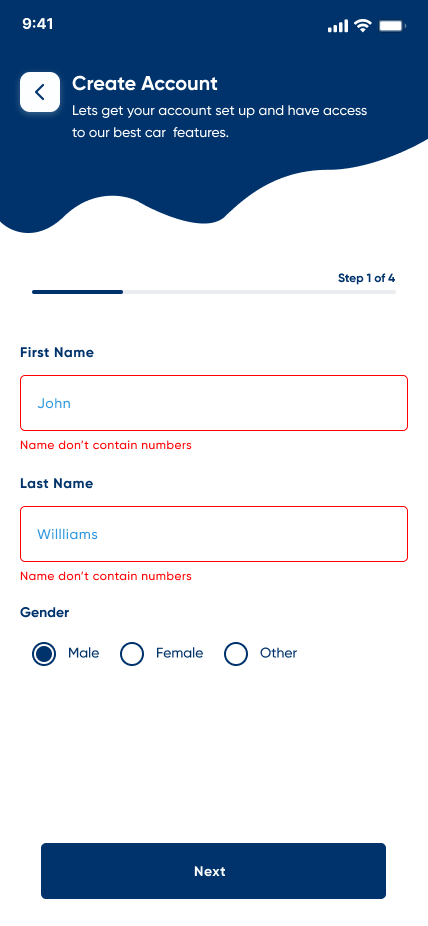 9:41
Create Account
Lets get your account set up and have access
to our best car features.
Step 1 of 4
First Name
John
Name don't contain numbers
Last Name
Willliams
Name don't contain numbers
Gender
Male Female Other
Next